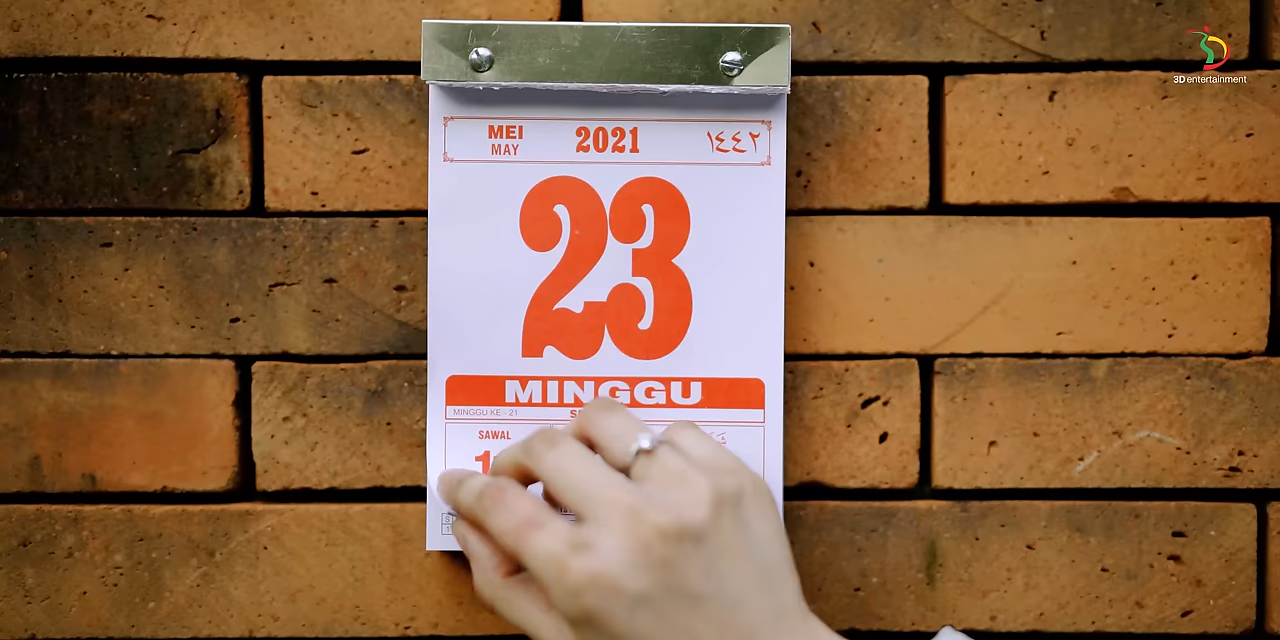 3D entertainment
MEI 2021 ١٤٤٢
MAY
23
MINGGU
MINGGU KE - 21
SAWAL